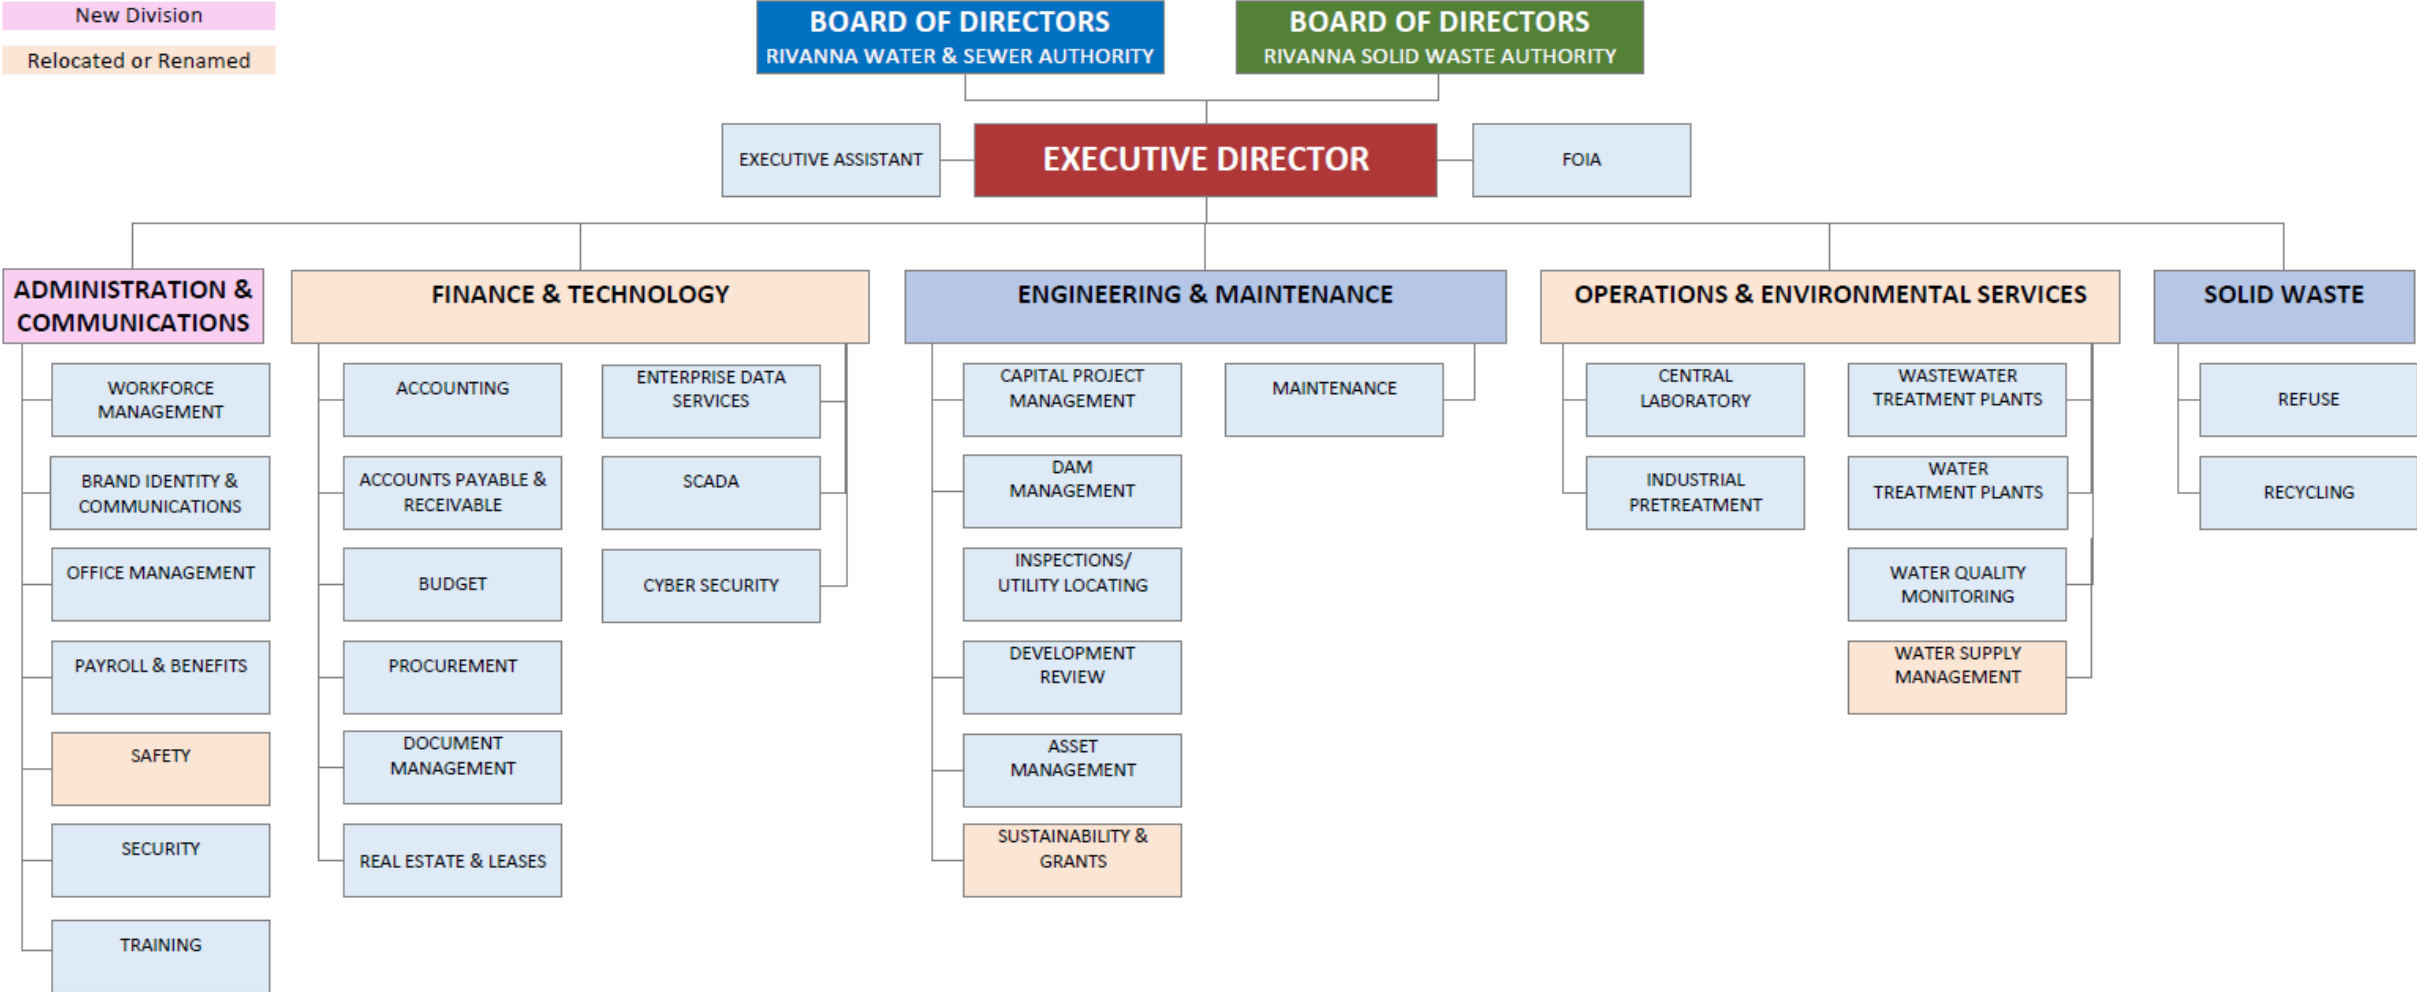 New Division
Relocated or Renamed
BOARD OF DIRECTORS
RIVANNA WATER & SEWER AUTHORITY
BOARD OF DIRECTORS
RIVANNA SOLID WASTE AUTHORITY
EXECUTIVE ASSISTANT
EXECUTIVE DIRECTOR
FOIA
ADMINISTRATION &
COMMUNICATIONS
WORKFORCE
MANAGEMENT
BRAND IDENTITY &
COMMUNICATIONS
OFFICE MANAGEMENT
PAYROLL & BENEFITS
SAFETY
SECURITY
TRAINING
FINANCE & TECHNOLOGY
ACCOUNTING
ACCOUNTS PAYABLE &
RECEIVABLE
BUDGET
PROCUREMENT
DOCUMENT
MANAGEMENT
REAL ESTATE & LEASES
ENTERPRISE DATA
SERVICES
SCADA
CYBER SECURITY
ENGINEERING & MAINTENANCE
CAPITAL PROJECT
MANAGEMENT
DAM
MANAGEMENT
INSPECTIONS/
UTILITY LOCATING
DEVELOPMENT
REVIEW
ASSET
MANAGEMENT
SUSTAINABILITY &
GRANTS
MAINTENANCE
OPERATIONS & ENVIRONMENTAL SERVICES
CENTRAL
LABORATORY
INDUSTRIAL
PRETREATMENT
WASTEWATER
TREATMENT PLANTS
WATER
TREATMENT PLANTS
WATER QUALITY
MONITORING
WATER SUPPLY
MANAGEMENT
SOLID WASTE
REFUSE
RECYCLING